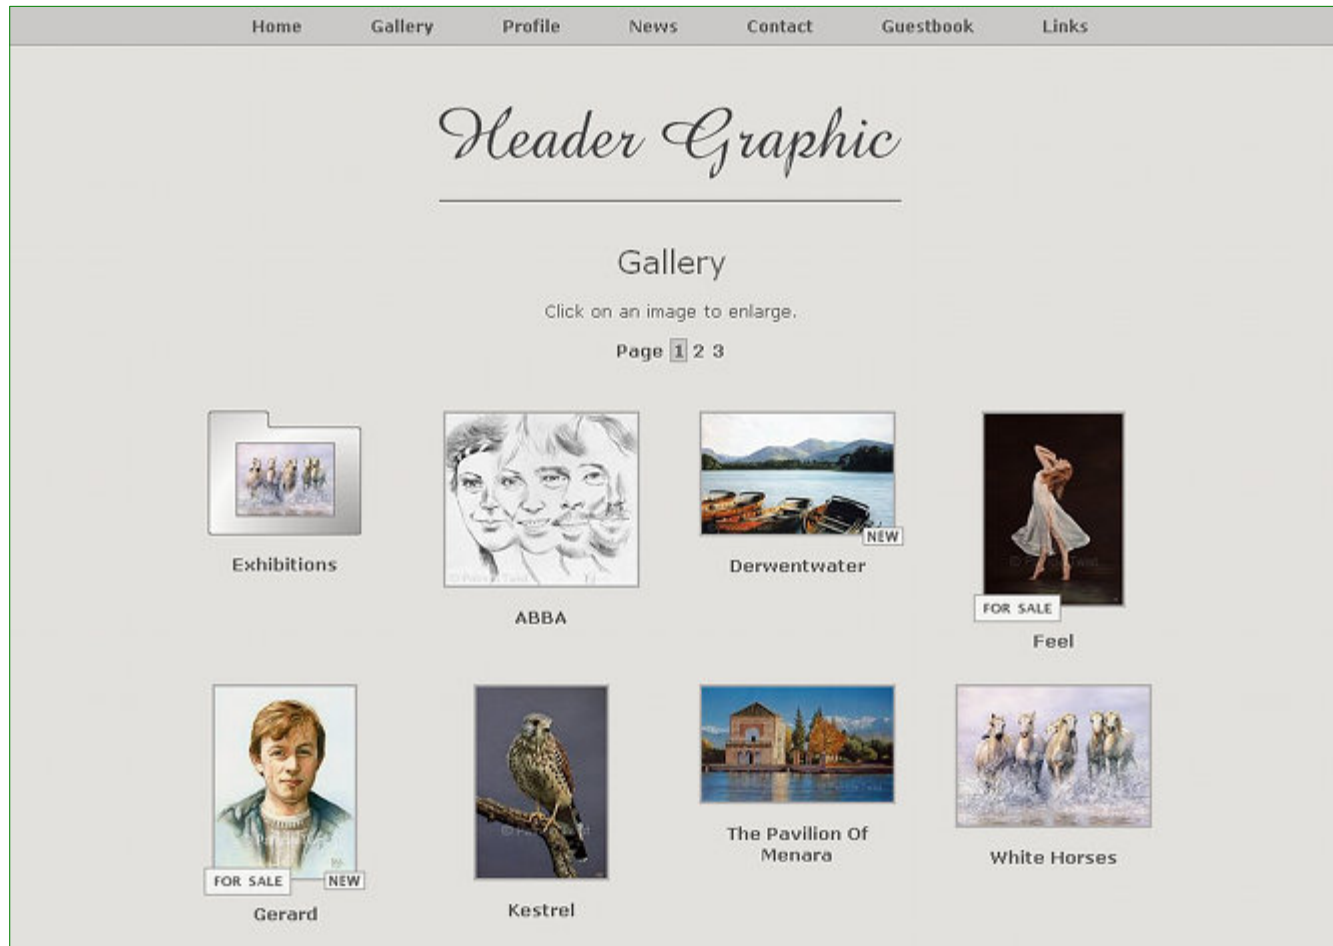 Home Gallery Profile News Contact Guestbook Links
Header Graphic
Gallery
Click on an image to enlarge.
Page 1 2 3
Exhibitions
ABBA
NEW
Derwentwater
FOR SALE
Feel
FOR SALE
NEW
Gerard
Kestrel
The Pavilion Of
Menara
White Horses